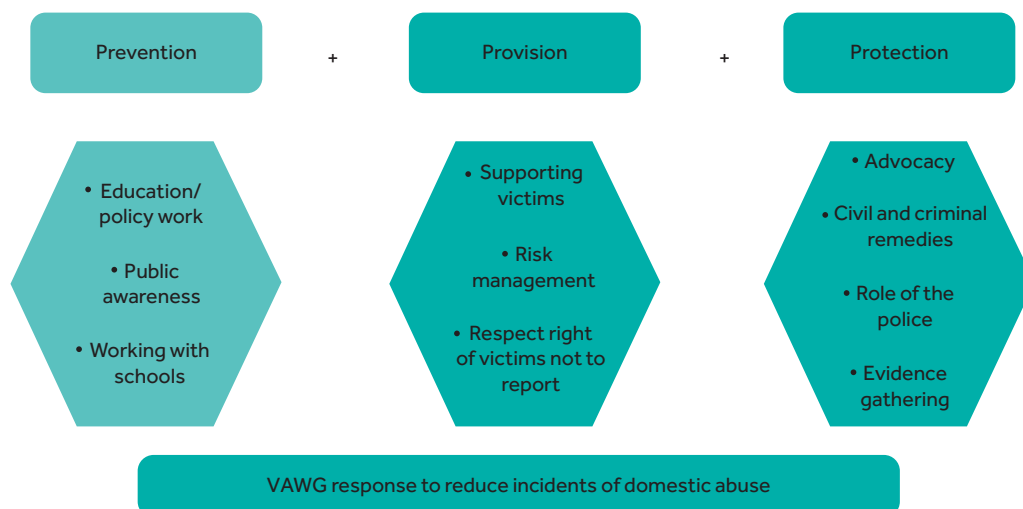 Prevention
+
Provision
+
Protection
• Education/
policy work
• Public
awareness
• Working with
schools
• Supporting
victims
• Risk
management
• Respect right
of victims not to
report
• Advocacy
• Civil and criminal
remedies
• Role of the
police
• Evidence
gathering
VAWG response to reduce incidents of domestic abuse